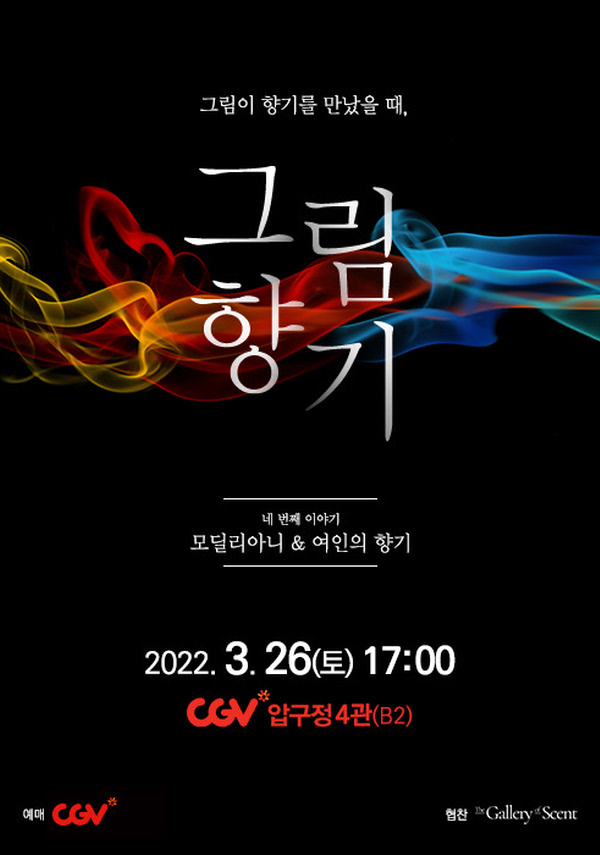 그림이 향기를 만났을 때,
그림
향기
네 번째 이야기
모딜리아니 & 여인의 향기
2022. 3. 26(토) 17:00
CGV 압구정 4관(B2)
예매 CGV
협찬 The Gallery of Scent